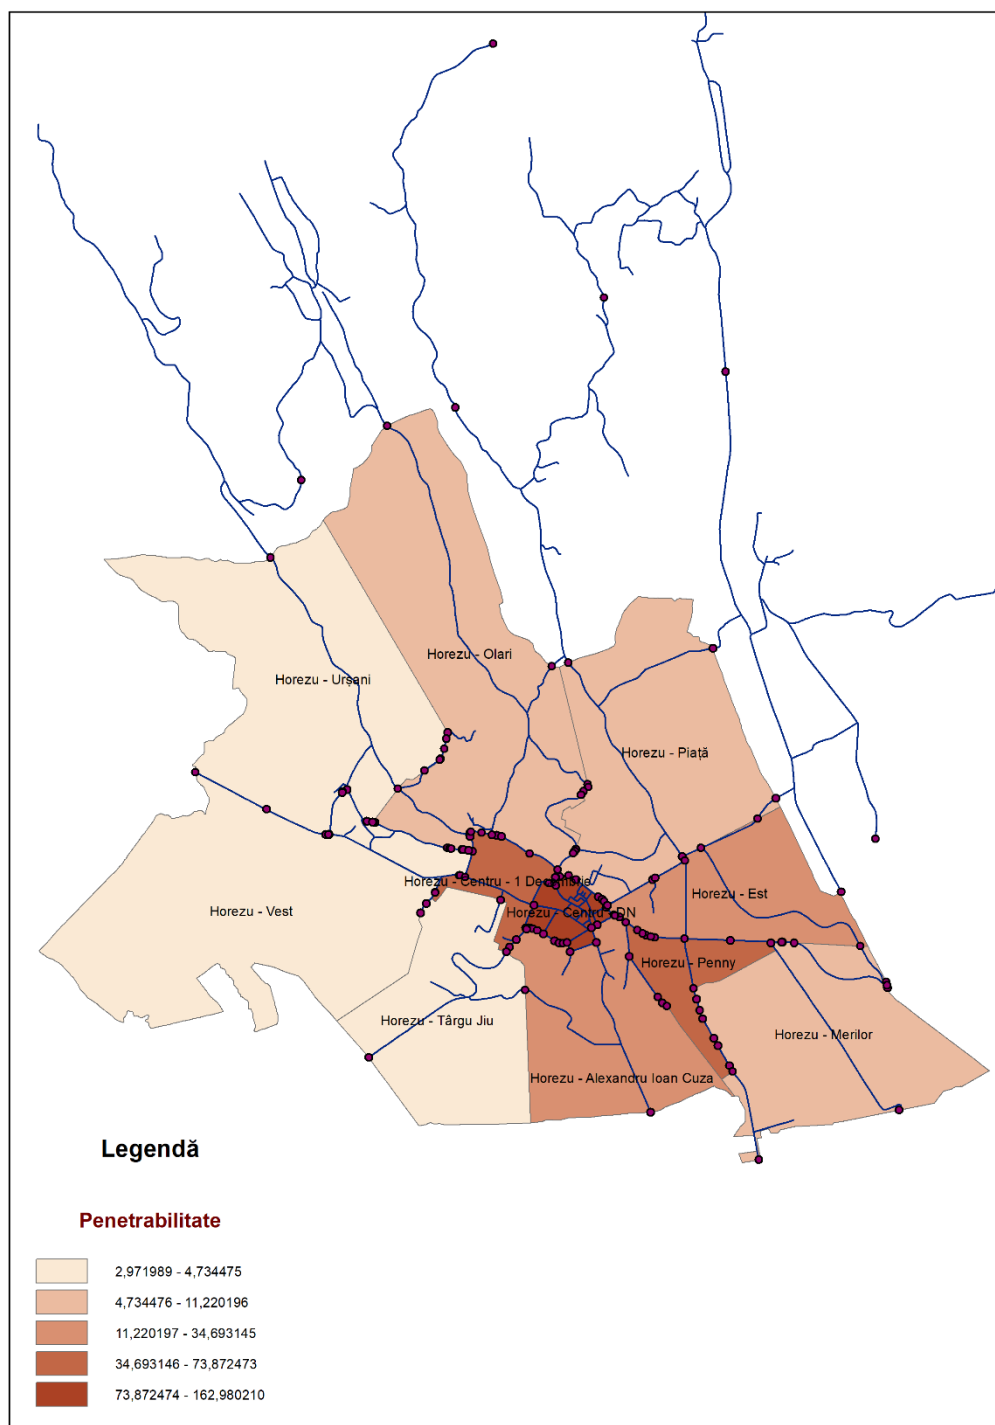 Horezu - Olari
Horezu - Urșani
Horezu - Piață
Horezu - Centru - 1 Decembrie
Horezu - Est
Horezu - Vest
Horezu - Centru - DN
Horezu - Penny
Horezu - Târgu Jiu
Horezu - Merilor
Horezu - Alexandru Ioan Cuza
Legendă
Penetrabilitate
2,971989 - 4,734475
4,734476 - 11,220196
11,220197 - 34,693145
34,693146 - 73,872473
73,872474 - 162,980210